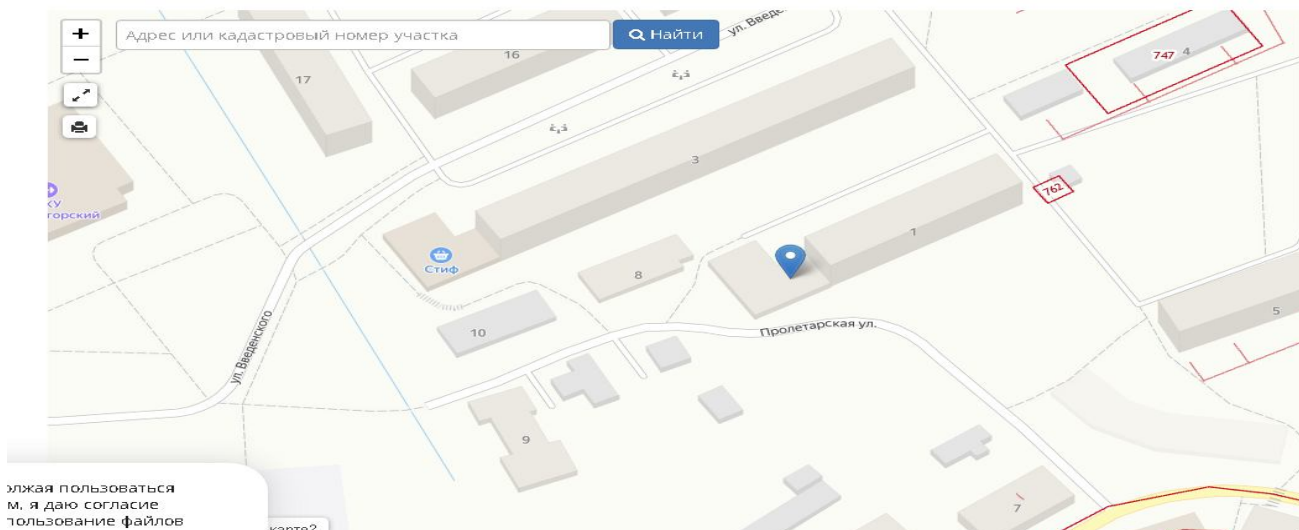 +
Адрес или кадастровый номер участка
Найти
ул. Введе
−
747
4
16
17
3
762
КУ
горский
1
Стиф
8
5
10
Пролетарская ул.
ул. Введенского
9
7
олжая пользоваться
м, я даю согласие
пользование файлов
карте?